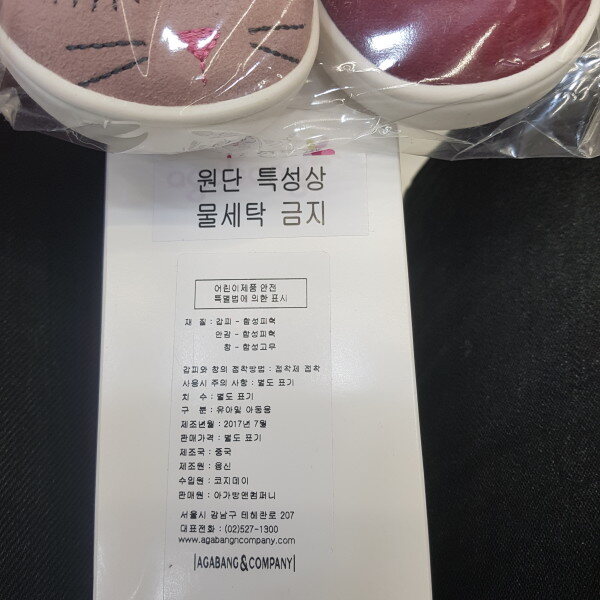 원단 특성상
물세탁 금지
어린이제품 안전
특별법에 의한 표시
재 질 : 갑피 - 합성피혁
안감 - 합성피혁
창 - 합성고무
갑피와 창의 접착방법 : 접착제 접착
사용시 주의 사항 : 별도 표기
치 수 : 별도 표기
구 분 : 유아및 아동용
제조년월 : 2017년 7월
판매가격 : 별도 표기
제조국 : 중국
제조원 : 용신
수입원 : 코지데이
판매원 : 아가방앤컴퍼니
서울시 강남구 테헤란로 207
대표전화 : (02)527-1300
www.agabangncompany.com
AGABANG&COMPANY